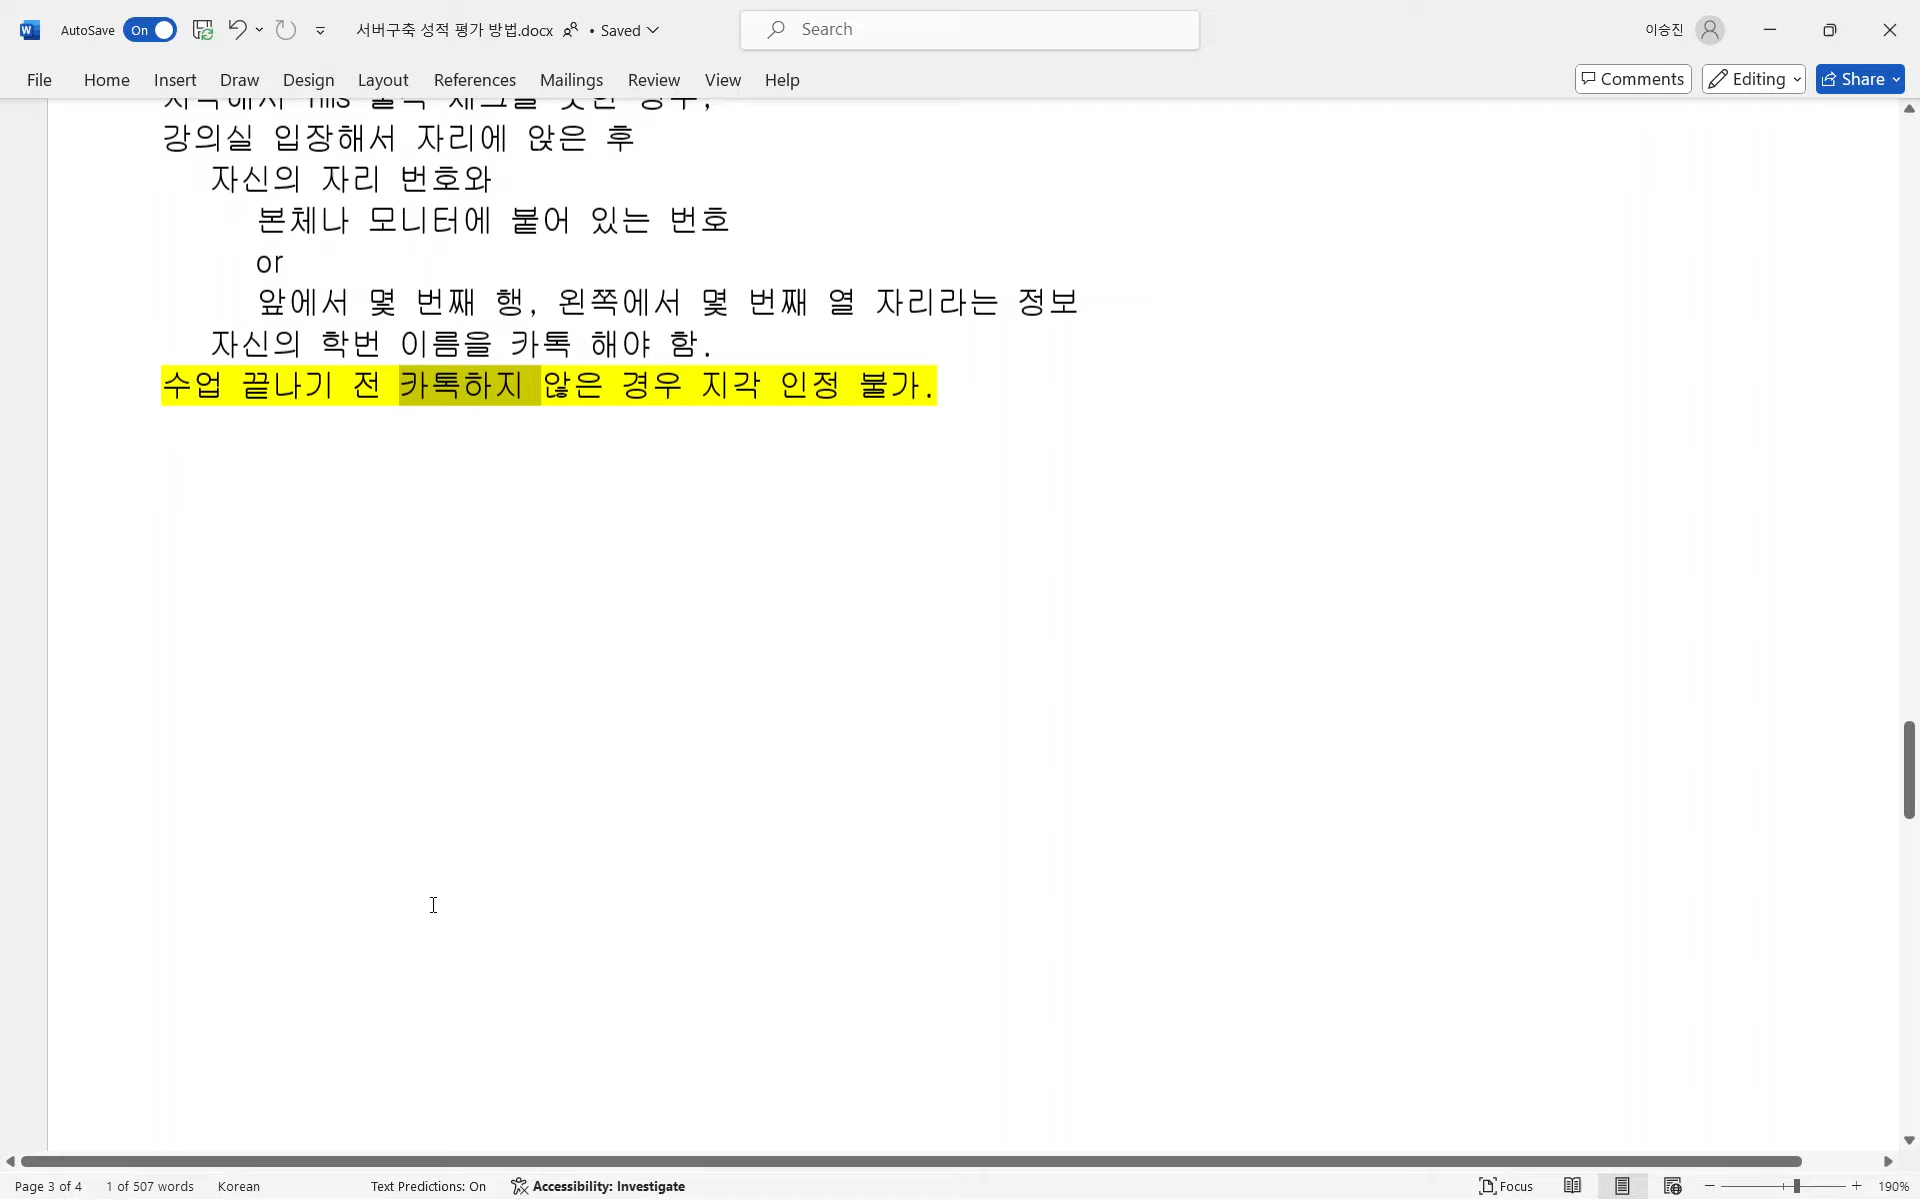 AutoSave On 서버구축 성적 평가 방법.docx • Saved Search 이승진
File Home Insert Draw Design Layout References Mailings Review View Help Comments Editing Share
강의실 입장해서 자리에 앉은 후
자신의 자리 번호와
본체나 모니터에 붙어 있는 번호
or
앞에서 몇 번째 행, 왼쪽에서 몇 번째 열 자리라는 정보
자신의 학번 이름을 카톡 해야 함.
수업 끝나기 전 카톡하지 않은 경우 지각 인정 불가.
Page 3 of 4 1 of 507 words Korean Text Predictions: On Accessibility: Investigate Focus 190%